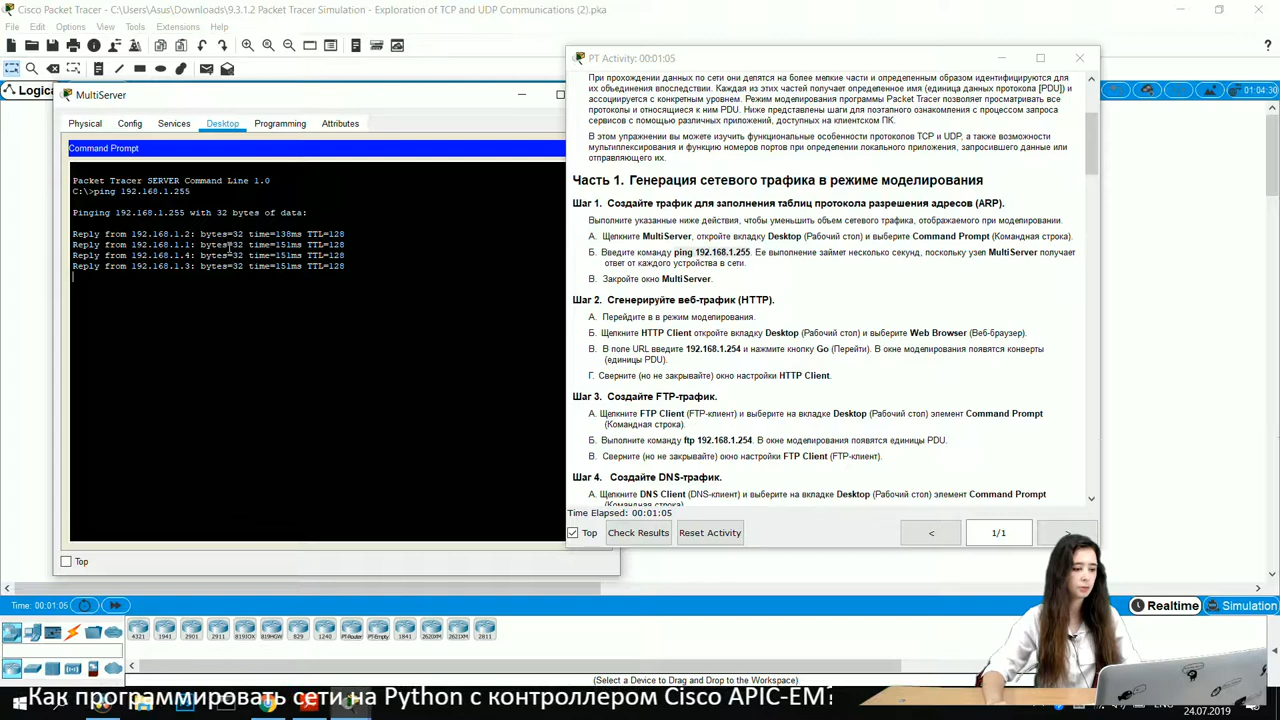 Cisco Packet Tracer - C:\Users\Asus\Downloads\9.3.1.2 Packet Tracer Simulation - Exploration of TCP and UDP Communications (2).pka
File Edit Options View Tools Extensions Help
Logica
01:04:30
MultiServer
Physical Config Services Desktop Programming Attributes
Command Prompt
Packet Tracer SERVER Command Line 1.0
C:\>ping 192.168.1.255
Pinging 192.168.1.255 with 32 bytes of data:
Reply from 192.168.1.2: bytes=32 time=138ms TTL=128
Reply from 192.168.1.1: bytes=32 time=151ms TTL=128
Reply from 192.168.1.4: bytes=32 time=151ms TTL=128
Reply from 192.168.1.3: bytes=32 time=151ms TTL=128
Top
PT Activity: 00:01:05
При прохождении данных по сети они делятся на более мелкие части и определенным образом идентифицируются для
их объединения впоследствии. Каждая из этих частей получает определенное имя (единица данных протокола [PDU]) и
ассоциируется с конкретным уровнем. Режим моделирования программы Packet Tracer позволяет просматривать все
протоколы и относящиеся к ним PDU. Ниже представлены шаги для поэтапного ознакомления с процессом запроса
сервисов с помощью различных приложений, доступных на клиентском ПК.
В этом упражнении вы можете изучить функциональные особенности протоколов TCP и UDP, а также возможности
мультиплексирования и функцию номеров портов при определении локального приложения, запросившего данные или
отправляющего их.
Часть 1. Генерация сетевого трафика в режиме моделирования
Шаг 1. Создайте трафик для заполнения таблиц протокола разрешения адресов (ARP).
Выполните указанные ниже действия, чтобы уменьшить объем сетевого трафика, отображаемого при моделировании.
А. Щелкните MultiServer, откройте вкладку Desktop (Рабочий стол) и выберите Command Prompt (Командная строка).
Б. Введите команду ping 192.168.1.255. Ее выполнение займет несколько секунд, поскольку узел MultiServer получает
ответ от каждого устройства в сети.
В. Закройте окно MultiServer.
Шаг 2. Сгенерируйте веб-трафик (HTTP).
А. Перейдите в в режим моделирования.
Б. Щелкните HTTP Client откройте вкладку Desktop (Рабочий стол) и выберите Web Browser (Веб-браузер).
В. В поле URL введите 192.168.1.254 и нажмите кнопку Go (Перейти). В окне моделирования появятся конверты
(единицы PDU).
Г. Сверните (но не закрывайте) окно настройки HTTP Client.
Шаг 3. Создайте FTP-трафик.
А. Щелкните FTP Client (FTP-клиент) и выберите на вкладке Desktop (Рабочий стол) элемент Command Prompt
(Командная строка).
Б. Выполните команду ftp 192.168.1.254. В окне моделирования появятся единицы PDU.
В. Сверните (но не закрывайте) окно настройки FTP Client (FTP-клиент).
Шаг 4. Создайте DNS-трафик.
А. Щелкните DNS Client (DNS-клиент) и выберите на вкладке Desktop (Рабочий стол) элемент Command Prompt
(Командная строка).
Time Elapsed: 00:01:05
Top Check Results Reset Activity < 1/1 >
Time: 00:01:05
Realtime Simulation
4321 1941 2901 2911 819IOX 819HGW 829 1240 PT-Router PT-Empty 1841 2620XM 2621XM 2811
(Select a Device to Drag and Drop to the Workspace)
Как программировать сети на Python с контроллером Cisco APIC-EM?
24.07.2019